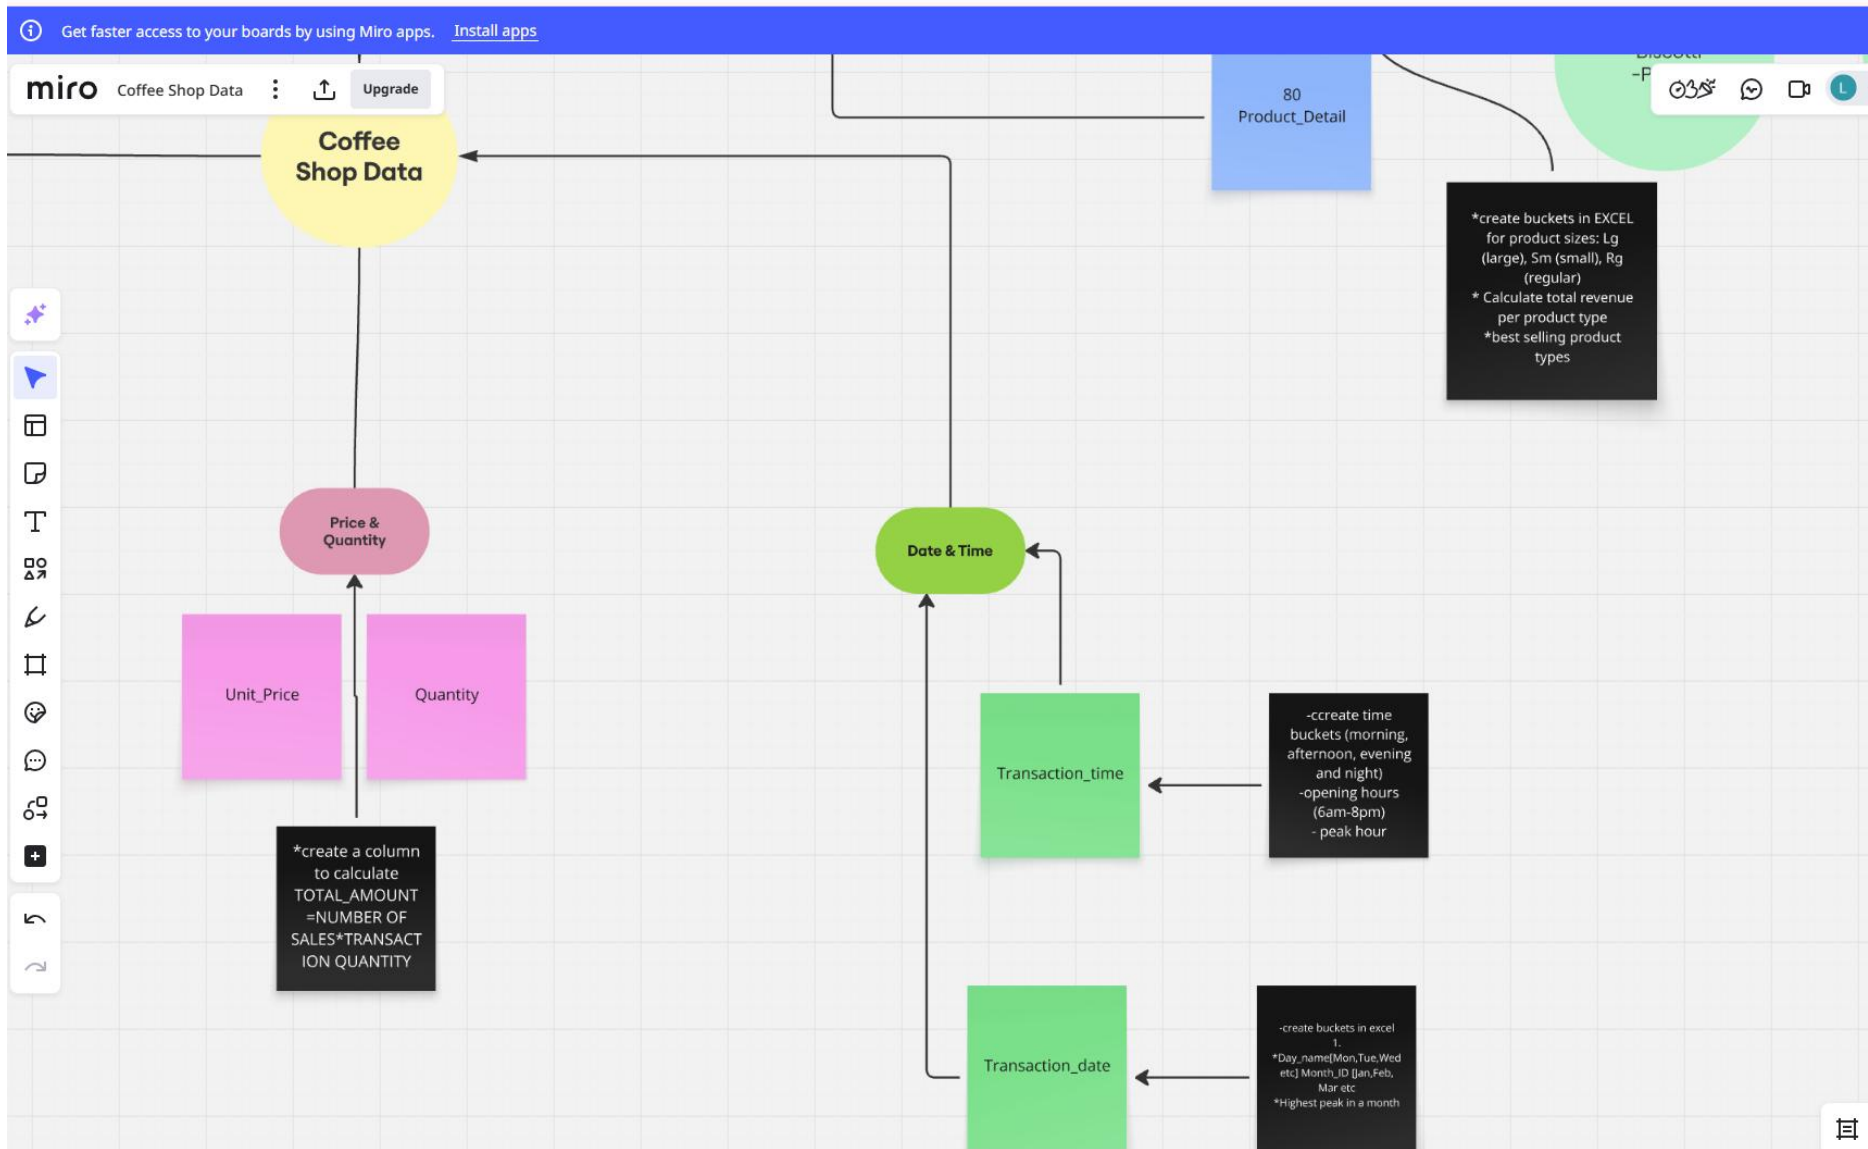 Get faster access to your boards by using Miro apps. Install apps
miro
Coffee Shop Data
Upgrade
Coffee
Shop Data
80
Product_Detail
-P
L
*create buckets in EXCEL
for product sizes: Lg
(large), Sm (small), Rg
(regular)
* Calculate total revenue
per product type
*best selling product
types
Price &
Quantity
Unit_Price
Quantity
*create a column
to calculate
TOTAL_AMOUNT
=NUMBER OF
SALES*TRANSACT
ION QUANTITY
Date & Time
Transaction_time
-ccreate time
buckets (morning,
afternoon, evening
and night)
-opening hours
(6am-8pm)
- peak hour
Transaction_date
-create buckets in excel
1.
*Day_name[Mon,Tue,Wed
etc] Month_ID [Jan,Feb,
Mar etc
*Highest peak in a month